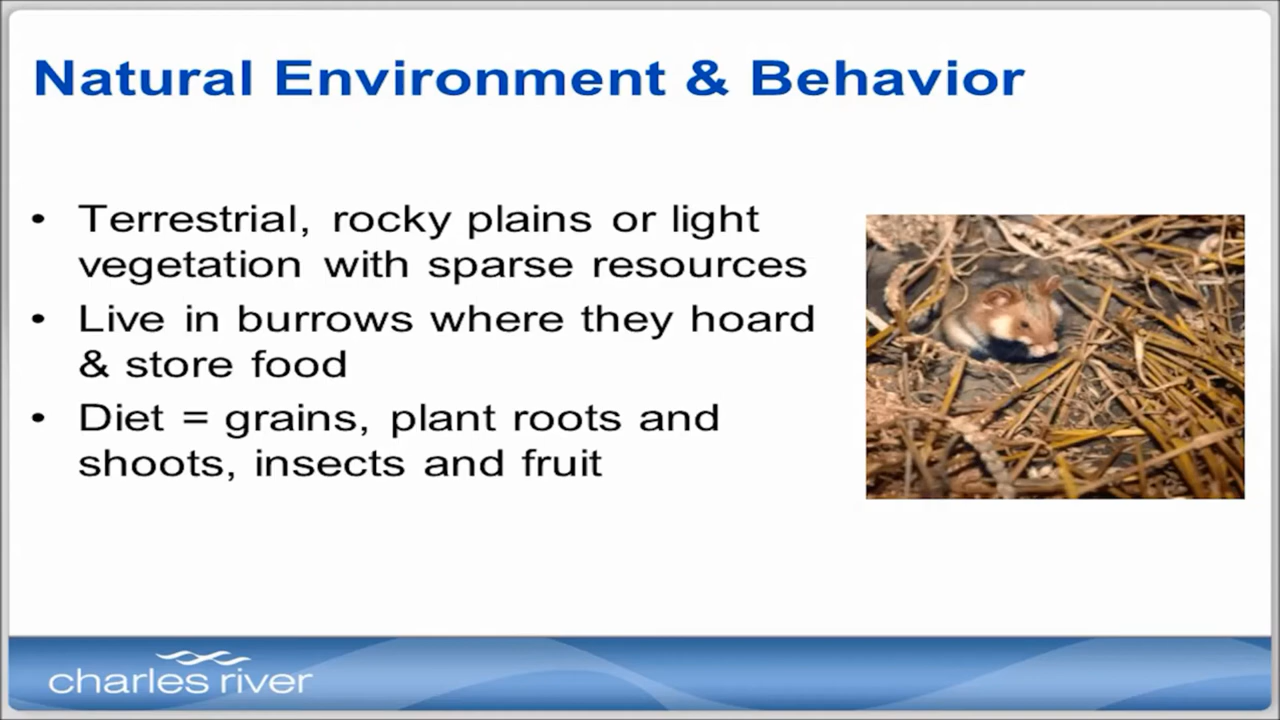 Natural Environment & Behavior
• Terrestrial, rocky plains or light
vegetation with sparse resources
• Live in burrows where they hoard
& store food
• Diet = grains, plant roots and
shoots, insects and fruit
charles river